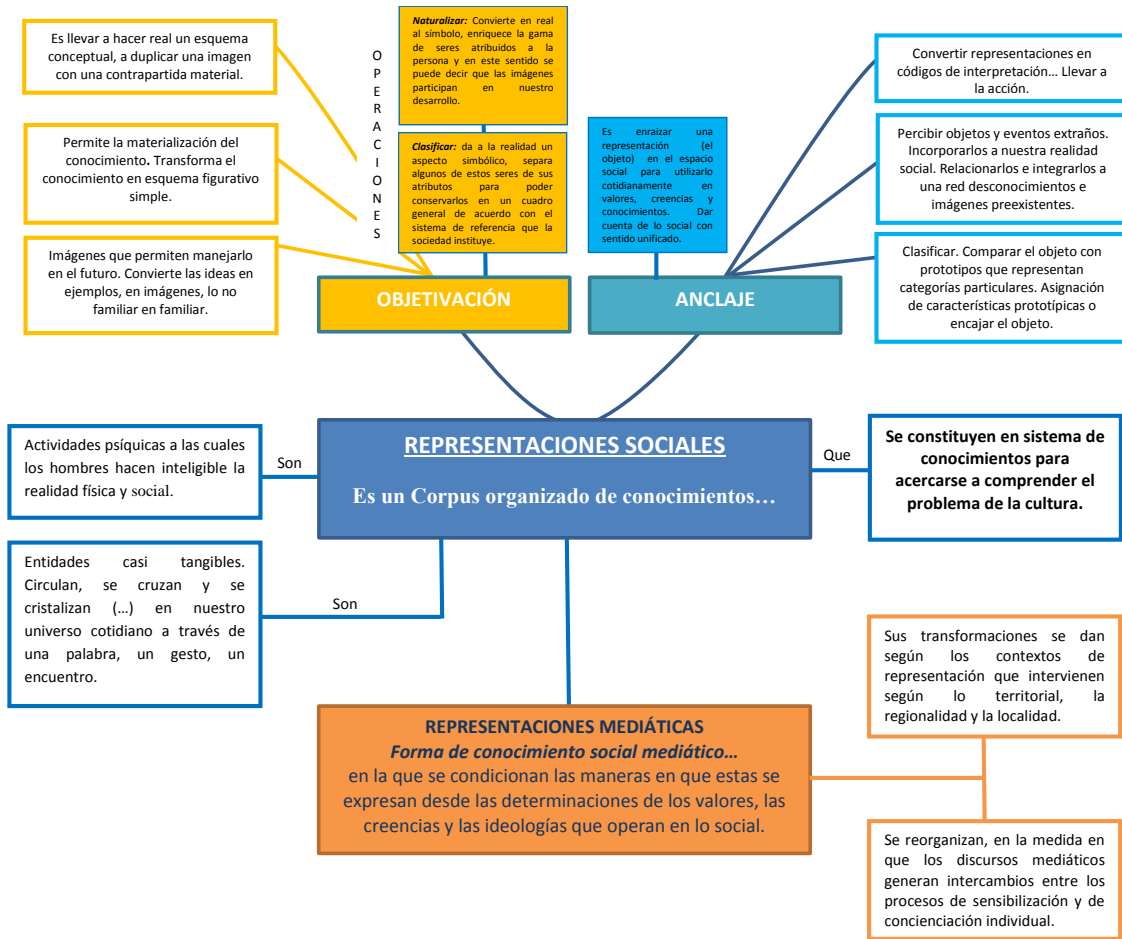 Es llevar a hacer real un esquema
conceptual, a duplicar una imagen
con una contrapartida material.
Permite la materialización del
conocimiento. Transforma el
conocimiento en esquema figurativo
simple.
Imágenes que permiten manejarlo
en el futuro. Convierte las ideas en
ejemplos, en imágenes, lo no
familiar en familiar.
O
P
E
R
A
C
I
O
N
E
S
Naturalizar: Convierte en real
al símbolo, enriquece la gama
de seres atribuidos a la
persona y en este sentido se
puede decir que las imágenes
participan en nuestro
desarrollo.
Clasificar: da a la realidad un
aspecto simbólico, separa
algunos de estos seres de sus
atributos para poder
conservarlos en un cuadro
general de acuerdo con el
sistema de referencia que la
sociedad instituye.
OBJETIVACIÓN
Es enraizar una
representación (el
objeto) en el espacio
social para utilizarlo
cotidianamente en
valores, creencias y
conocimientos. Dar
cuenta de lo social con
sentido unificado.
ANCLAJE
Convertir representaciones en
códigos de interpretación… Llevar a
la acción.
Percibir objetos y eventos extraños.
Incorporarlos a nuestra realidad
social. Relacionarlos e integrarlos a
una red desconocimientos e
imágenes preexistentes.
Clasificar. Comparar el objeto con
prototipos que representan
categorías particulares. Asignación
de características prototípicas o
encajar el objeto.
Actividades psíquicas a las cuales
los hombres hacen inteligible la
realidad física y social.
Son
REPRESENTACIONES SOCIALES
Es un Corpus organizado de conocimientos…
Que
Se constituyen en sistema de
conocimientos para
acercarse a comprender el
problema de la cultura.
Entidades casi tangibles.
Circulan, se cruzan y se
cristalizan (…) en nuestro
universo cotidiano a través de
una palabra, un gesto, un
encuentro.
Son
REPRESENTACIONES MEDIÁTICAS
Forma de conocimiento social mediático…
en la que se condicionan las maneras en que estas se
expresan desde las determinaciones de los valores, las
creencias y las ideologías que operan en lo social.
Sus transformaciones se dan
según los contextos de
representación que intervienen
según lo territorial, la
regionalidad y la localidad.
Se reorganizan, en la medida en
que los discursos mediáticos
generan intercambios entre los
procesos de sensibilización y de
concienciación individual.